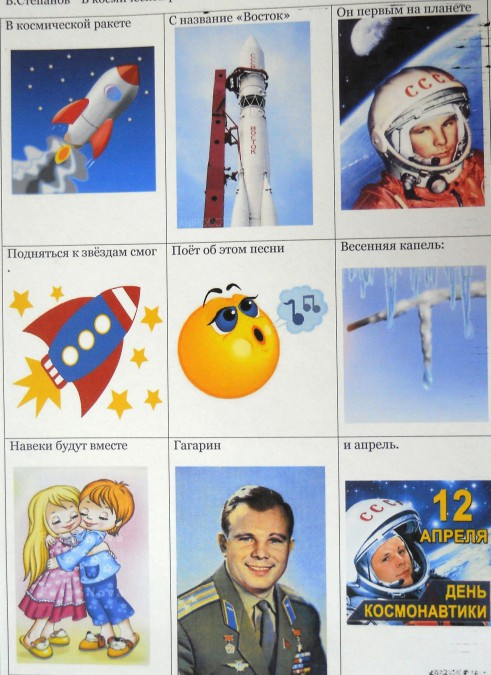 В.Степанов "В космической р
В космической ракете
С название «Восток»
Он первым на планете
СССР
ВОСТОК
СССР
Подняться к звёздам смог
.
Поёт об этом песни
Весенняя капель:
Навеки будут вместе
Гагарин
и апрель.
СССР
12
АПРЕЛЯ
ДЕНЬ
КОСМОНАВТИКИ